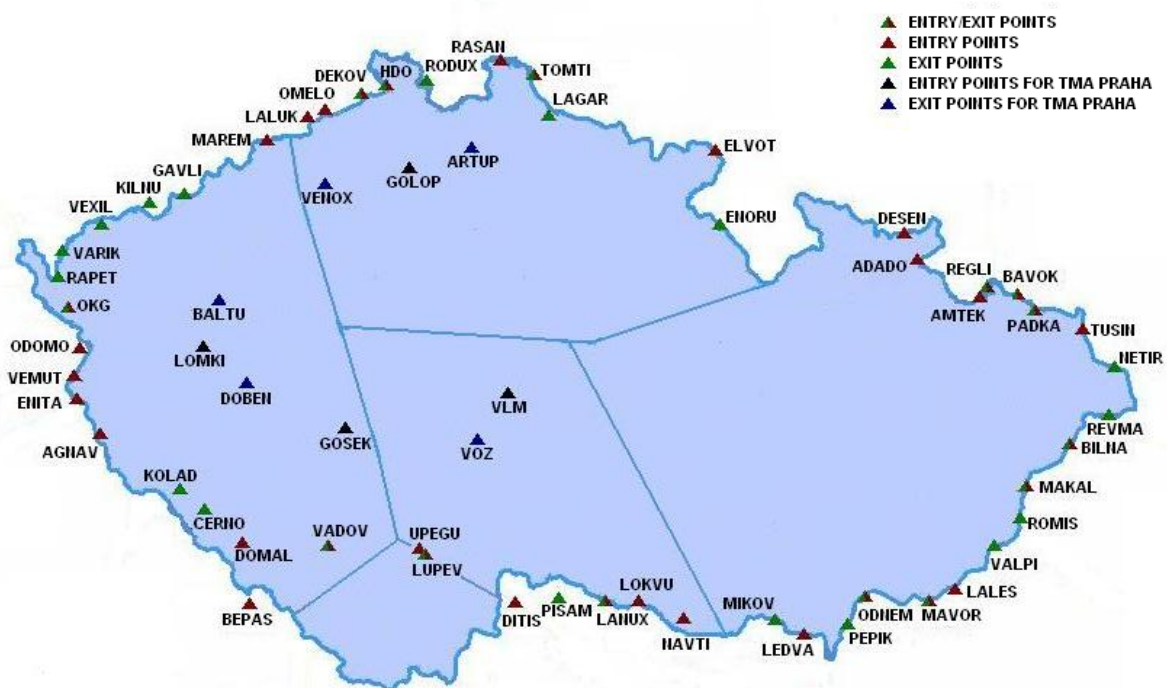 ENTRY/EXIT POINTS
ENTRY POINTS
EXIT POINTS
ENTRY POINTS FOR TMA PRAHA
EXIT POINTS FOR TMA PRAHA
RASAN
TOMTI
RODUX
HDO
DEKOV
OMELO
LALUK
MAREM
LAGAR
ELVOT
ARTUP
GOLOP
VENOX
GAVLI
KILNU
VEXIL
VARIK
RAPET
OKG
ENORU
DESEN
ADADO
REGLI
BAVOK
AMTEK
PADKA
TUSIN
NETIR
BALTU
LOMKI
DOBEN
ODOMO
VEMUT
ENITA
AGNAV
GOSEK
VLM
VOZ
REVMA
BILNA
MAKAL
ROMIS
VALPI
LALES
KOLAD
CERNO
DOMAL
VADOV
UPEGU
LUPEV
BEPAS
DITIS
PISAM
LANUX
LOKVU
NAVTI
MIKOV
LEDVA
PEPIK
ODNEM
MAVOR